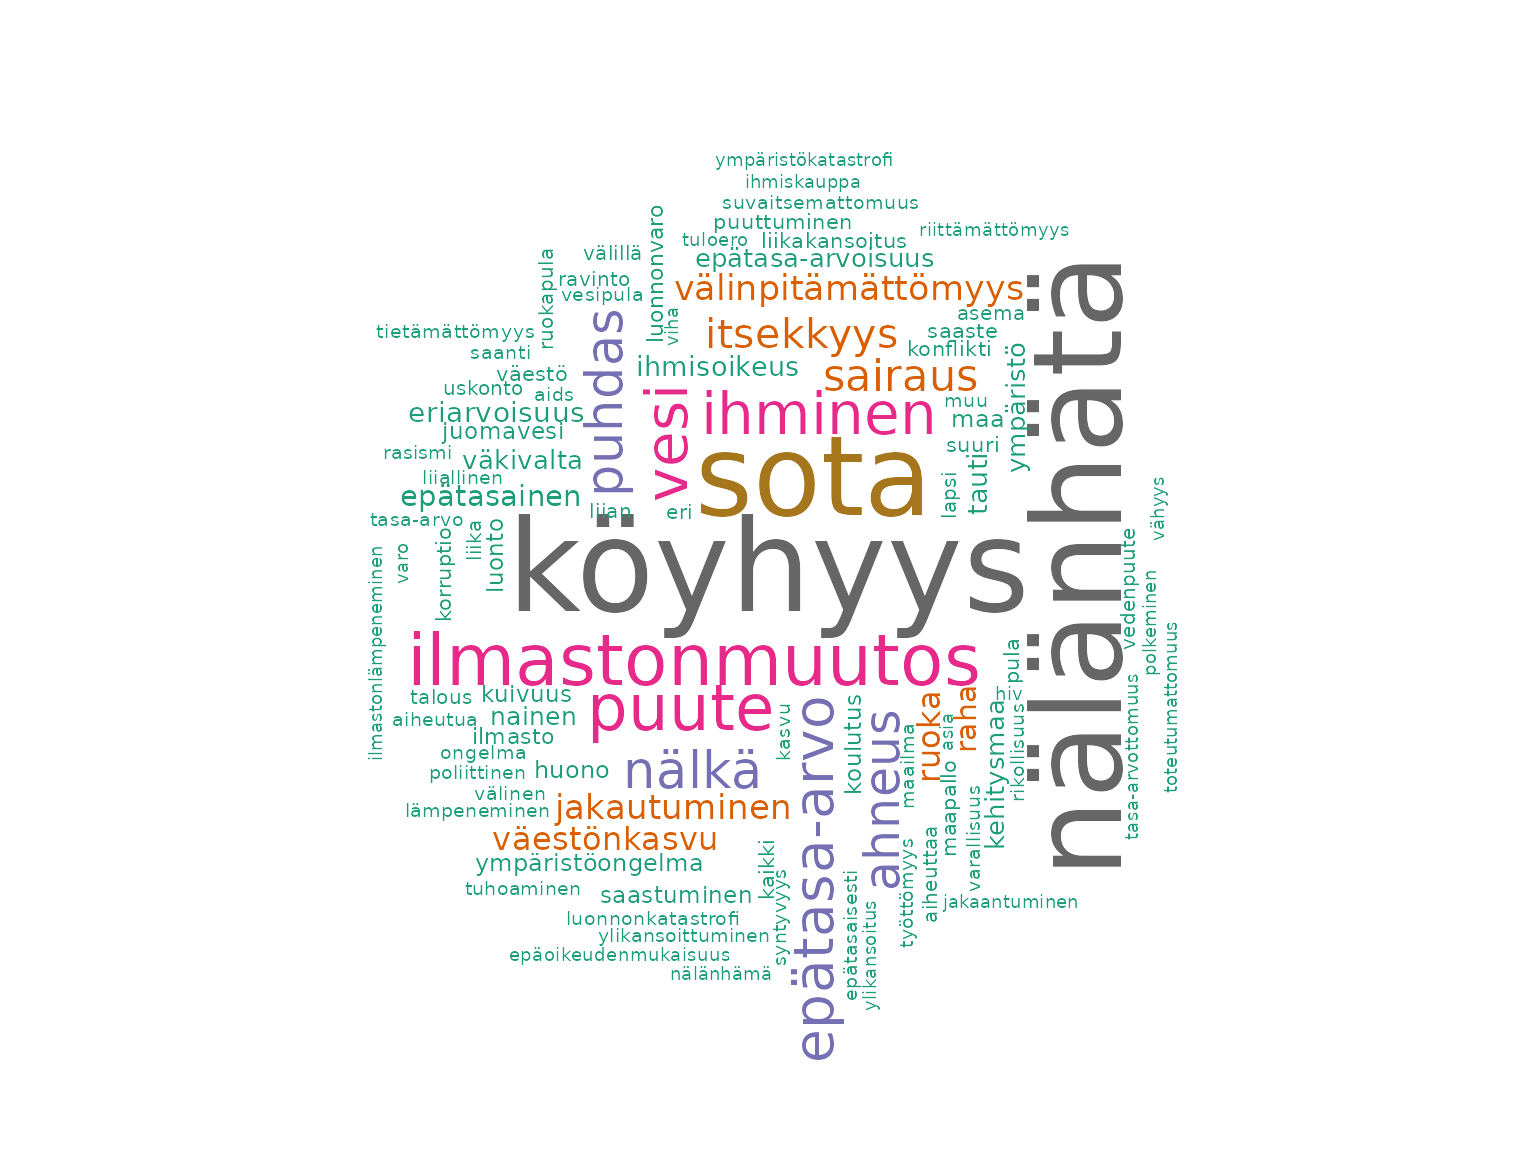 ympäristökatastrofi
ihmiskauppa
suvaitsemattomuus
puuttuminen
riittämättömyys
tuloero
liikakansoitus
luonnonvaro
välillä
ruokapula
epätasa-arvoisuus
ravinto
vesipula
välinpitämättömyys
nälänhätä
viha
puhdas
asema
itsekkyys
tietämättömyys
saaste
konflikti
saanti
ympäristö
ihmisoikeus
sairaus
väestö
uskonto
aids
vesi
ihminen
muu
eriarvoisuus
maa
juomavesi
suuri
rasismi
väkivalta
tauti
sota
liiallinen
lapsi
vähyys
epätasainen
liian
eri
tasa-arvo
liika
luonto
köyhyys
korruptio
varo
vedenpuute
ilmastonlämpeneminen
polkeminen
toteutumattomuus
ilmastonmuutos
pula
talous
kuivuus
puute
hiv
tasa-arvottomuus
aiheutua
nainen
kasvu
epätasa-arvo
koulutus
ahneus
ruoka
raha
asia
kehitysmaa
rikollisuus
ilmasto
ongelma
maailma
poliittinen
huono
nälkä
maapallo
välinen
lämpeneminen
jakautuminen
varallisuus
väestönkasvu
ympäristöongelma
kaikki
työttömyys
aiheuttaa
tuhoaminen
saastuminen
syntyvyys
epätasaisesti
ylikansoitus
jakaantuminen
luonnonkatastrofi
ylikansoittuminen
epäoikeudenmukaisuus
nälänhämä